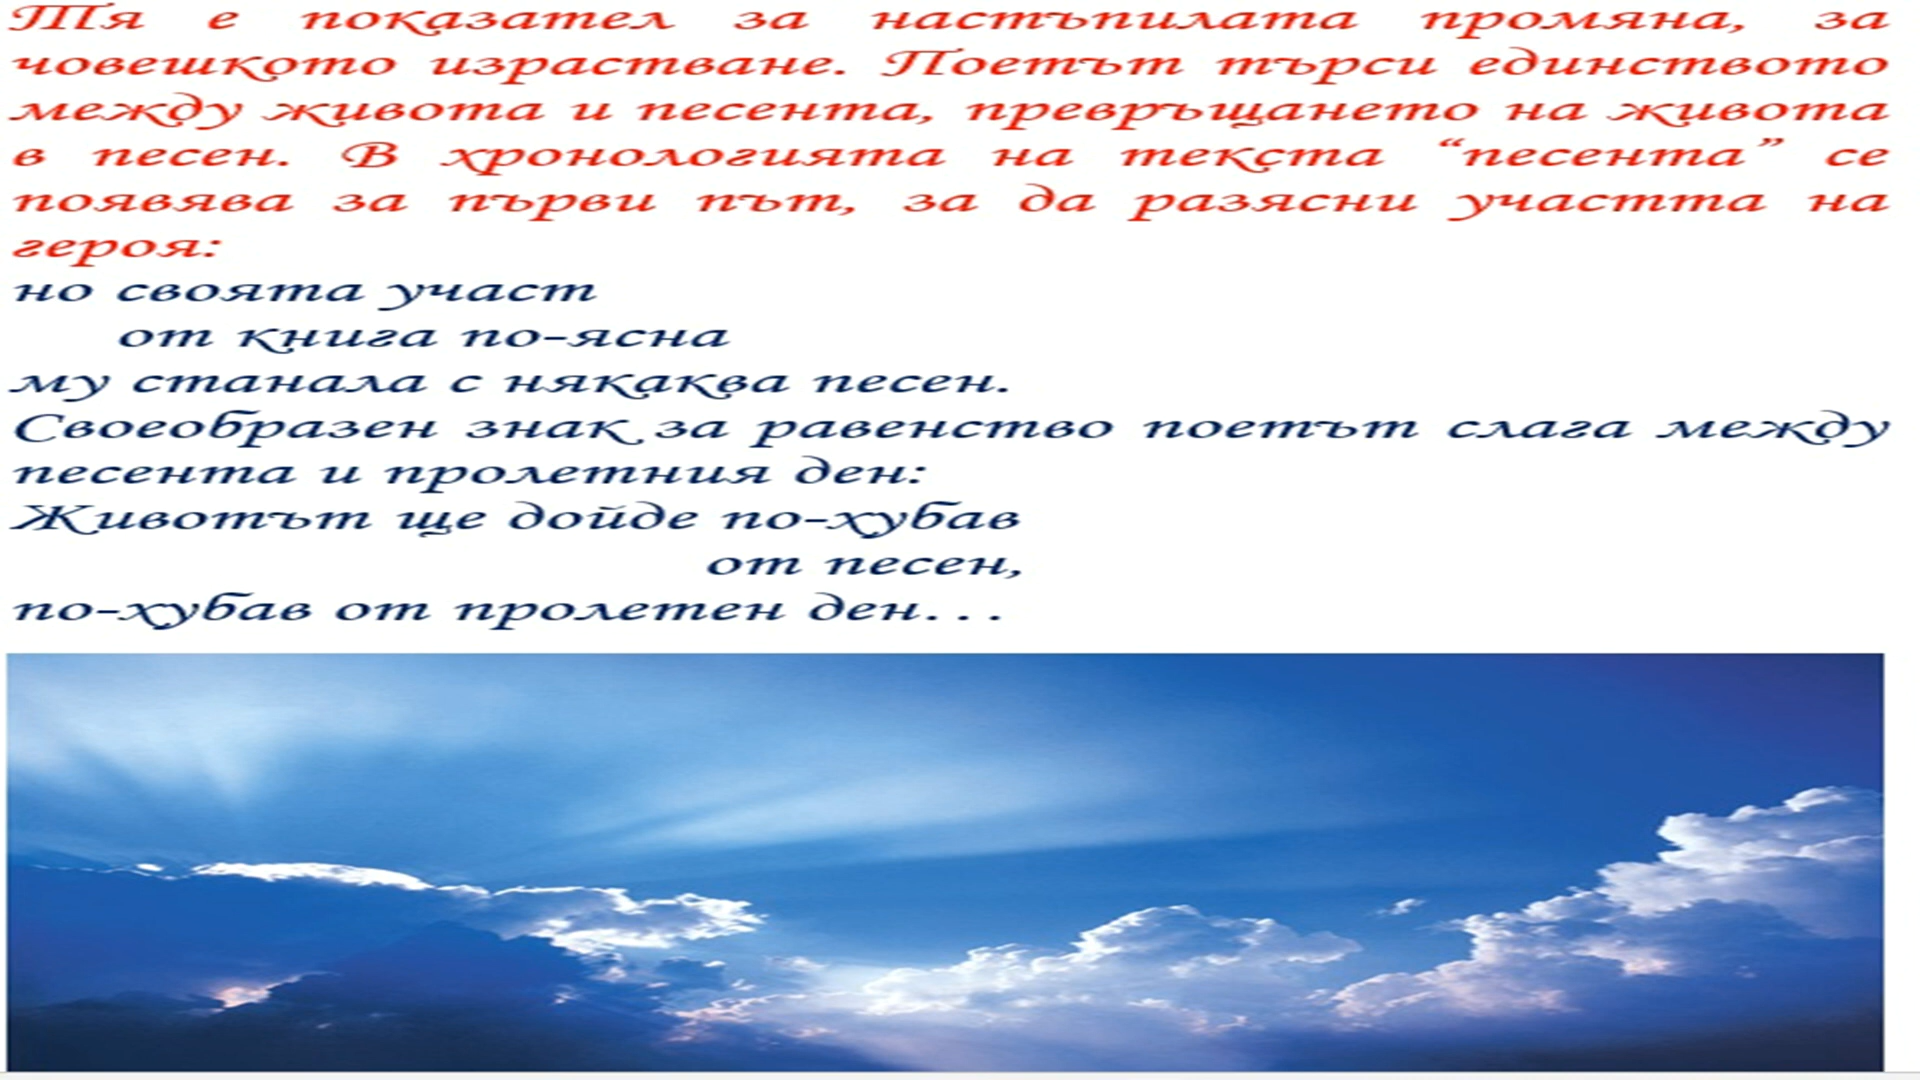 Тя е показател за настъпилата промяна, за
човешкото израстване. Поетът търси единството
между живота и песента, превръщането на живота
в песен. В хронологията на текста “песента” се
появява за първи път, за да разясни участта на
героя:
но своята участ
от книга по-ясна
му станала с някаква песен.
Своеобразен знак за равенство поетът слага между
песента и пролетния ден:
Животът ще дойде по-хубав
от песен,
по-хубав от пролетен ден...